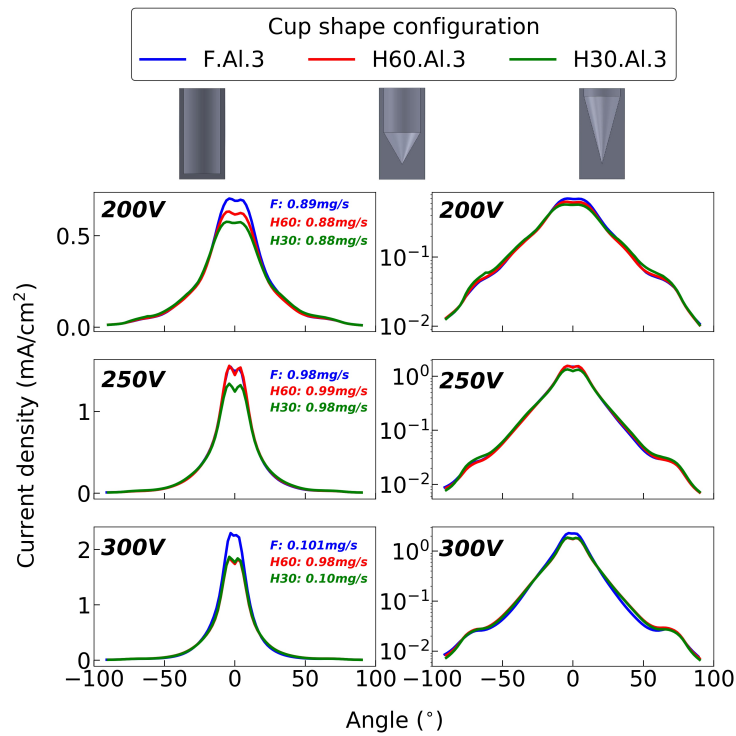 Cup shape configuration
F.Al.3 H60.Al.3 H30.Al.3
Current density (mA/cm²)
200V
F: 0.89mg/s
H60: 0.88mg/s
H30: 0.88mg/s
0.5
0.0
200V
10⁻¹
10⁻²
250V
F: 0.98mg/s
H60: 0.99mg/s
H30: 0.98mg/s
1
0
250V
10⁰
10⁻¹
10⁻²
300V
F: 0.101mg/s
H60: 0.98mg/s
H30: 0.10mg/s
2
1
0
−100 −50 0 50 100
300V
10⁰
10⁻¹
10⁻²
−100 −50 0 50 100
Angle (°)